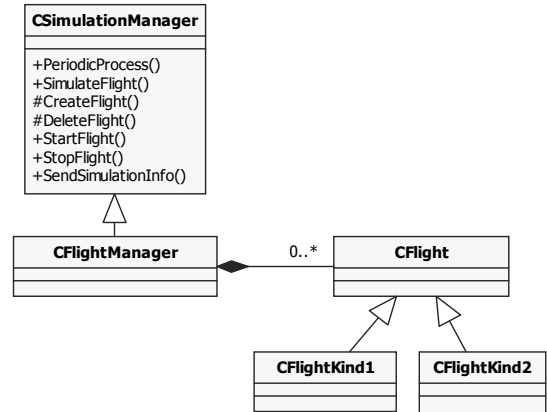 CSimulationManager
+PeriodicProcess()
+SimulateFlight()
#CreateFlight()
#DeleteFlight()
+StartFlight()
+StopFlight()
+SendSimulationInfo()
CFlightManager
0..*
CFlight
CFlightKind1
CFlightKind2